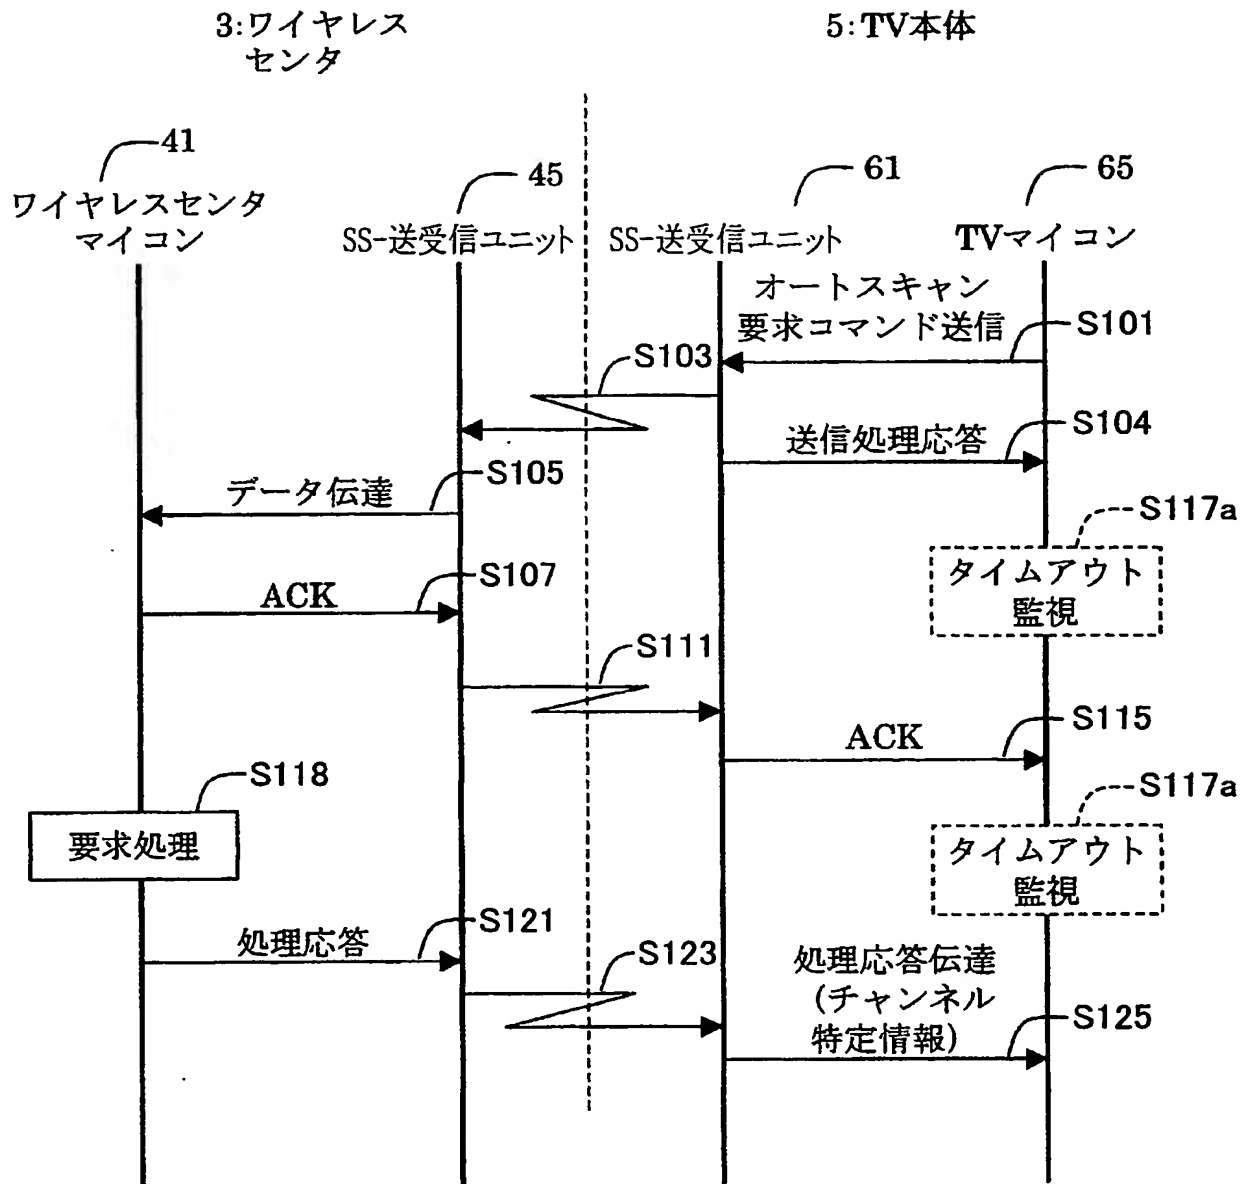 3:ワイヤレス
センタ
5:TV本体
41
ワイヤレスセンタ
マイコン
45
SS-送受信ユニット
61
SS-送受信ユニット
65
TVマイコン
オートスキャン
要求コマンド送信
S101
S103
送信処理応答
S104
データ伝達
S105
S117a
タイムアウト
監視
ACK
S107
S111
ACK
S115
S118
要求処理
S117a
タイムアウト
監視
処理応答
S121
S123
処理応答伝達
(チャンネル
特定情報)
S125